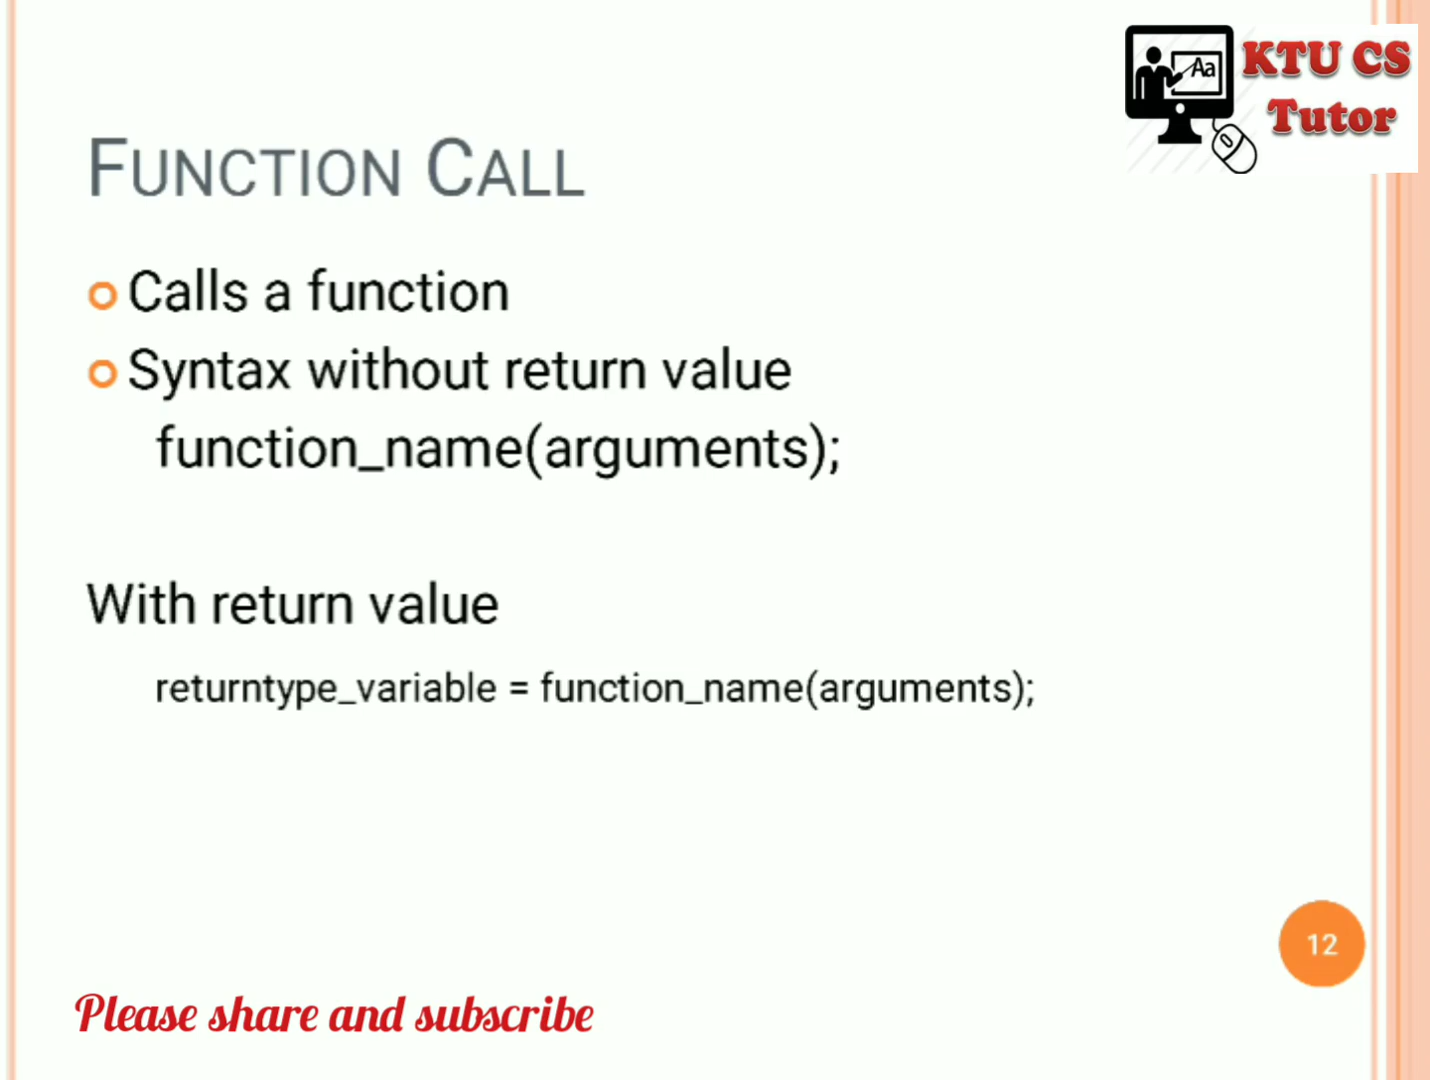 Aa
KTU CS
Tutor
FUNCTION CALL
Calls a function
Syntax without return value
function_name(arguments);
With return value
returntype_variable = function_name(arguments);
12
Please share and subscribe